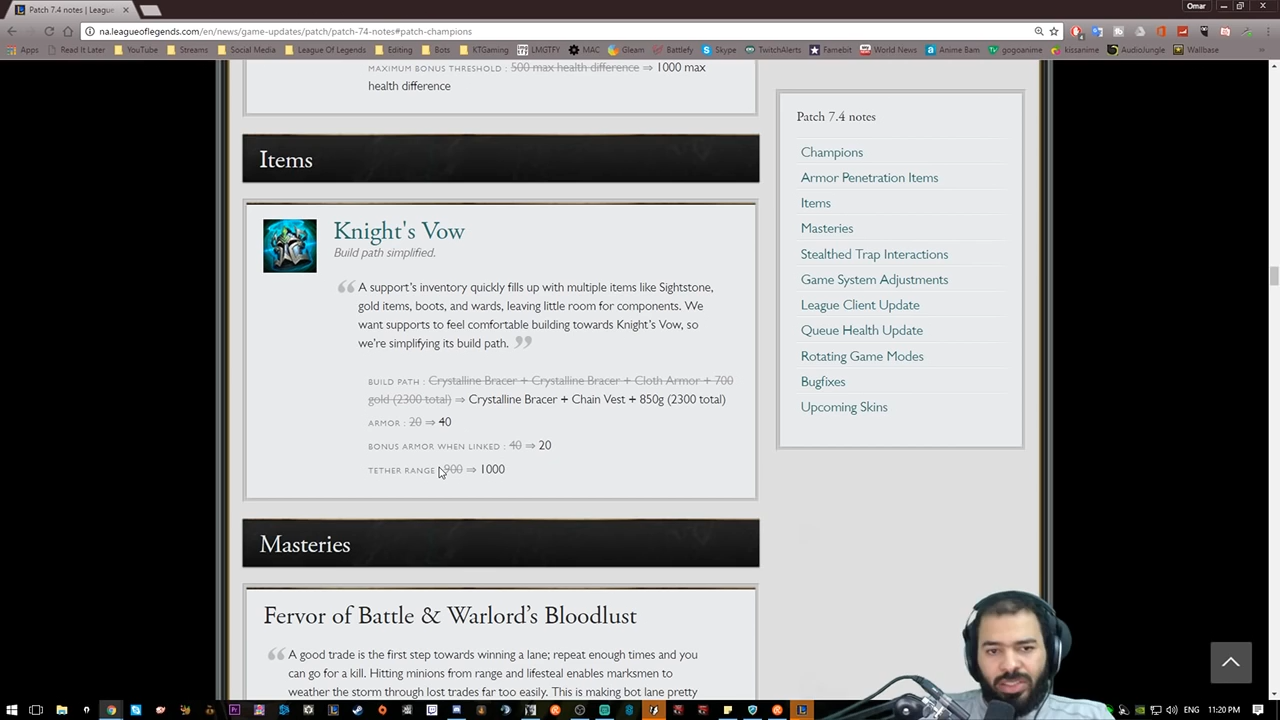 Patch 7.4 notes | League
Omar
na.leagueoflegends.com/en/news/game-updates/patch/patch-74-notes#patch-champions
Apps Read It Later YouTube Streams Social Media League Of Legends Editing Bots KTGaming LMGTFY MAC Gleam Battlefy Skype TwitchAlerts Famebit World News Anime Bam gogoanime kissanime AudioJungle Wallbase
MAXIMUM BONUS THRESHOLD : 500 max health difference ⇒ 1000 max
health difference
Items
Knight's Vow
Build path simplified.
A support's inventory quickly fills up with multiple items like Sightstone,
gold items, boots, and wards, leaving little room for components. We
want supports to feel comfortable building towards Knight's Vow, so
we're simplifying its build path.
BUILD PATH : Crystalline Bracer + Crystalline Bracer + Cloth Armor + 700
gold (2300 total) ⇒ Crystalline Bracer + Chain Vest + 850g (2300 total)
ARMOR : 20 ⇒ 40
BONUS ARMOR WHEN LINKED : 40 ⇒ 20
TETHER RANGE : 900 ⇒ 1000
Masteries
Fervor of Battle & Warlord's Bloodlust
A good trade is the first step towards winning a lane; repeat enough times and you
can go for a kill. Hitting minions from range and lifesteal enables marksmen to
weather the storm through lost trades far too easily. This is making bot lane pretty
Patch 7.4 notes
Champions
Armor Penetration Items
Items
Masteries
Stealthed Trap Interactions
Game System Adjustments
League Client Update
Queue Health Update
Rotating Game Modes
Bugfixes
Upcoming Skins
ENG 11:20 PM